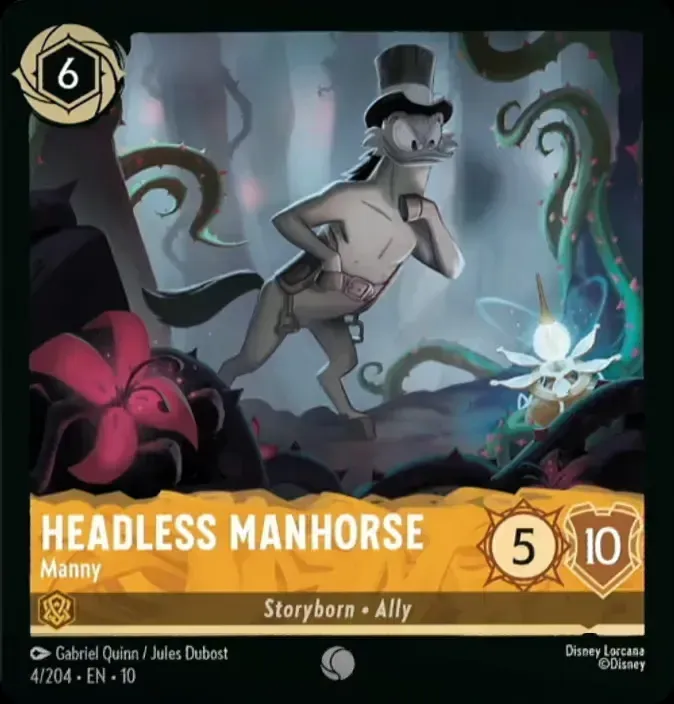 6
HEADLESS MANHORSE
Manny
5
10
Storyborn • Ally
Gabriel Quinn / Jules Dubost
4/204 • EN • 10
Disney Lorcana
©Disney